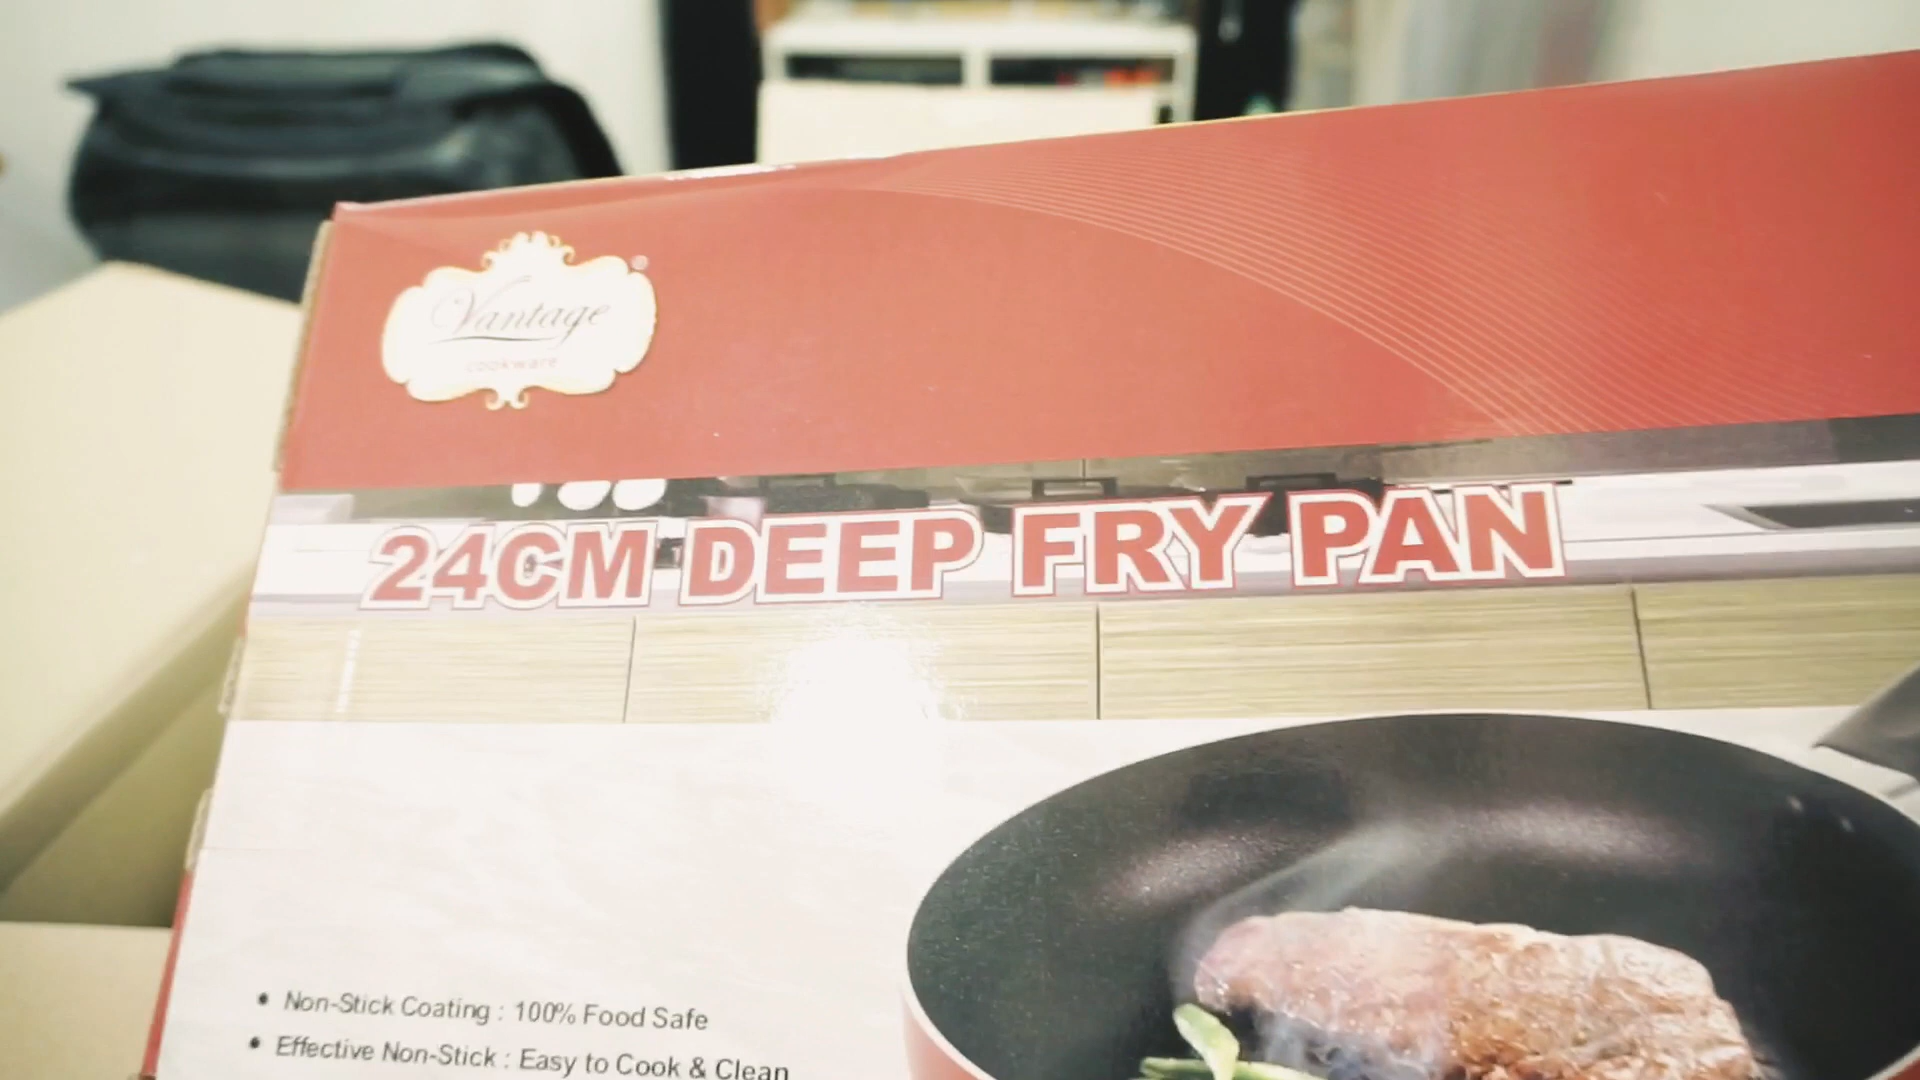 Vantage
cookware
24CM DEEP FRY PAN
• Non-Stick Coating : 100% Food Safe
• Effective Non-Stick : Easy to Cook & Clean